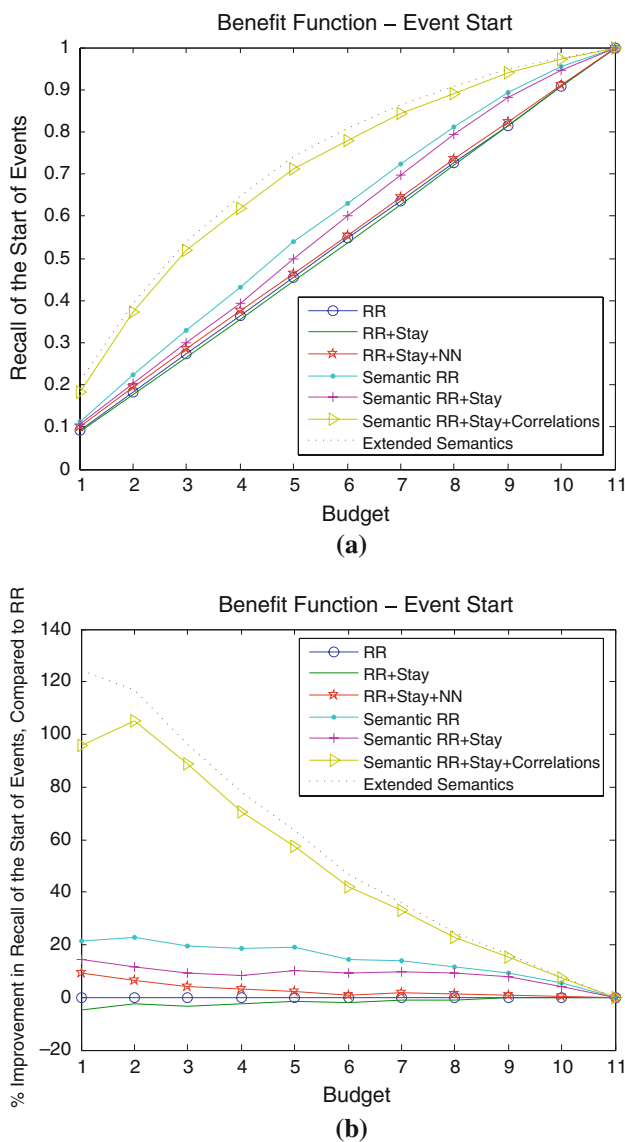 Benefit Function – Event Start
1
0.9
0.8
0.7
0.6
0.5
0.4
0.3
0.2
0.1
0
Recall of the Start of Events
RR
RR+Stay
RR+Stay+NN
Semantic RR
Semantic RR+Stay
Semantic RR+Stay+Correlations
Extended Semantics
1 2 3 4 5 6 7 8 9 10 11
Budget
(a)
Benefit Function – Event Start
140
120
100
80
60
40
20
0
–20
% Improvement in Recall of the Start of Events, Compared to RR
RR
RR+Stay
RR+Stay+NN
Semantic RR
Semantic RR+Stay
Semantic RR+Stay+Correlations
Extended Semantics
1 2 3 4 5 6 7 8 9 10 11
Budget
(b)